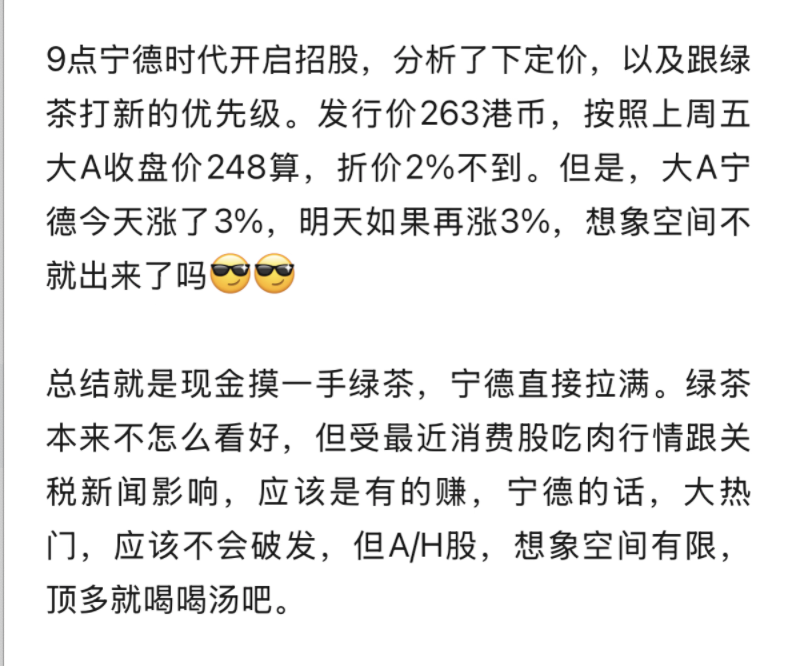 9点宁德时代开启招股，分析了下定价，以及跟绿
茶打新的优先级。发行价263港币，按照上周五
大A收盘价248算，折价2%不到。但是，大A宁
德今天涨了3%，明天如果再涨3%，想象空间不
就出来了吗😎😎
总结就是现金摸一手绿茶，宁德直接拉满。绿茶
本来不怎么看好，但受最近消费股吃肉行情跟关
税新闻影响，应该是有的赚，宁德的话，大热
门，应该不会破发，但A/H股，想象空间有限，
顶多就喝喝汤吧。